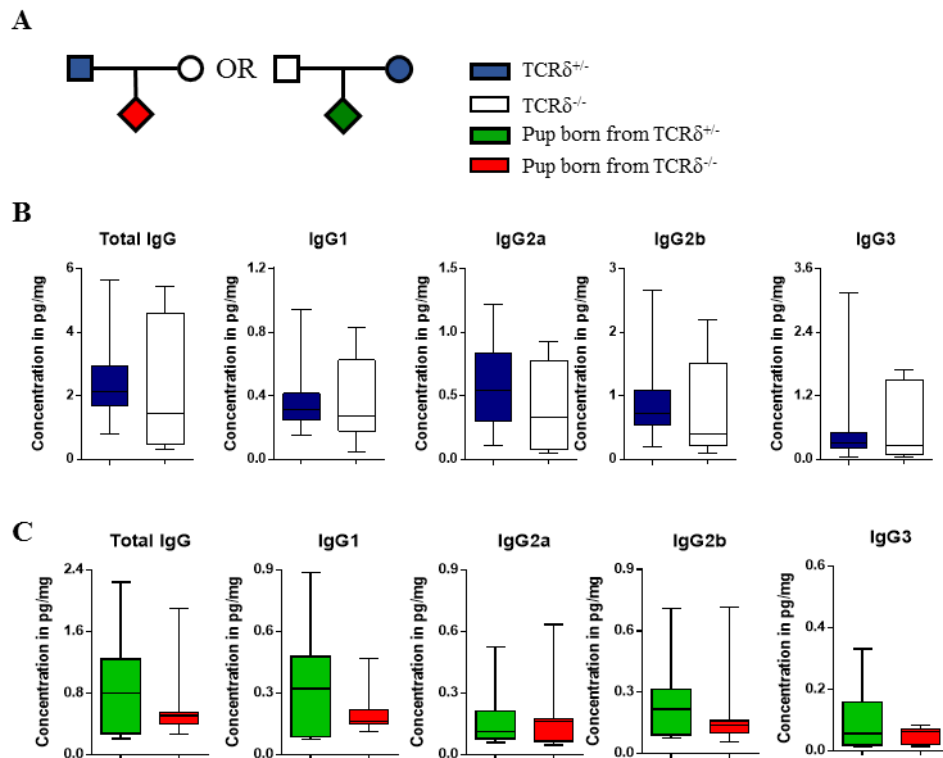 A
OR
TCRδ+/-
TCRδ-/-
Pup born from TCRδ+/-
Pup born from TCRδ-/-
B
Total IgG
IgG1
IgG2a
IgG2b
IgG3
Concentration in pg/mg
6
4
2
0
Concentration in pg/mg
1.2
0.8
0.4
0.0
Concentration in pg/mg
1.5
1.0
0.5
0.0
Concentration in pg/mg
3
2
1
0
Concentration in pg/mg
3.6
2.4
1.2
0.0
C
Total IgG
IgG1
IgG2a
IgG2b
IgG3
Concentration in pg/mg
2.4
1.6
0.8
0.0
Concentration in pg/mg
0.9
0.6
0.3
0.0
Concentration in pg/mg
0.9
0.6
0.3
0.0
Concentration in pg/mg
0.9
0.6
0.3
0.0
Concentration in pg/mg
0.6
0.4
0.2
0.0